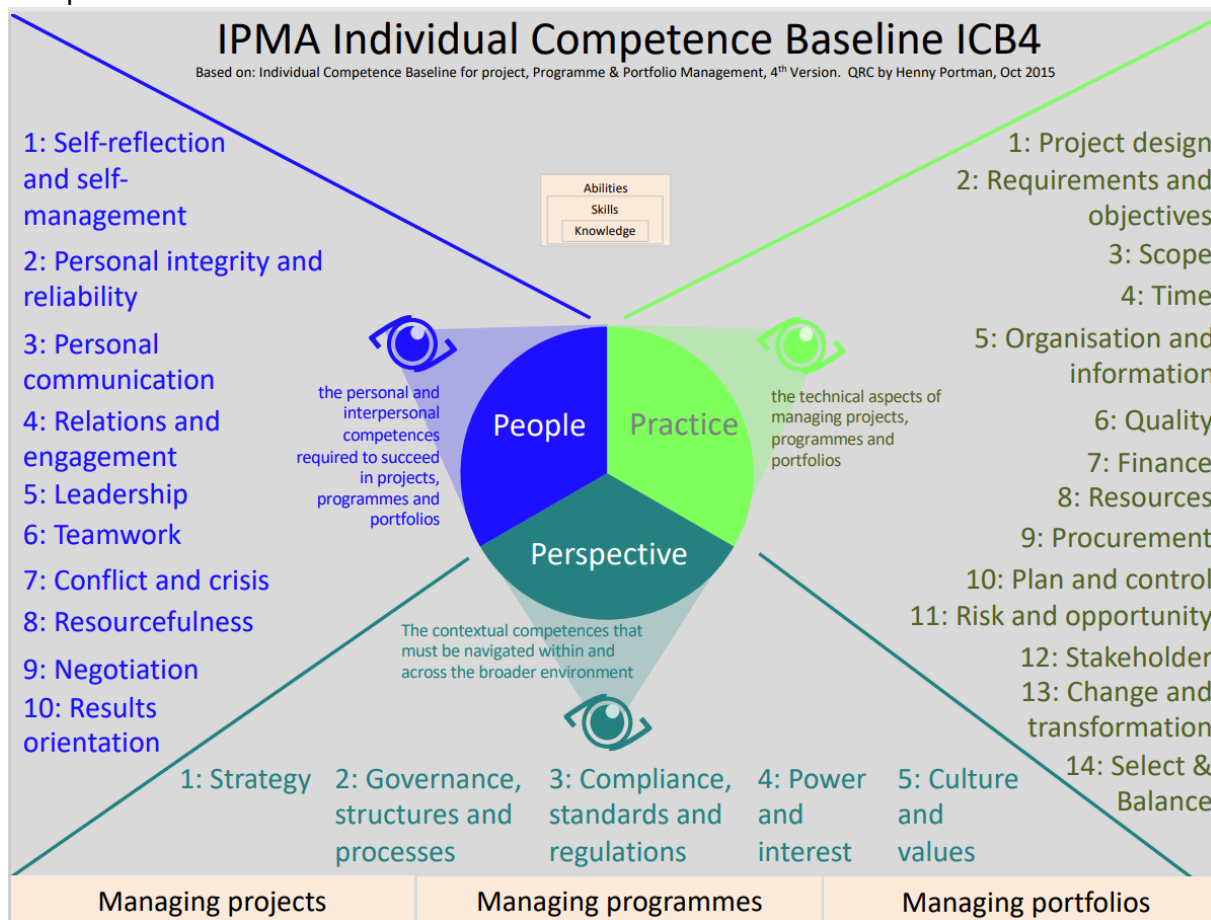 IPMA Individual Competence Baseline ICB4
Based on: Individual Competence Baseline for project, Programme & Portfolio Management, 4th Version. QRC by Henny Portman, Oct 2015
1: Self-reflection
and self-
management
2: Personal integrity and
reliability
3: Personal
communication
4: Relations and
engagement
5: Leadership
6: Teamwork
7: Conflict and crisis
8: Resourcefulness
9: Negotiation
10: Results
orientation
Abilities
Skills
Knowledge
the personal and
interpersonal
competences
required to succeed
in projects,
programmes and
portfolios
People
Practice
Perspective
the technical aspects of
managing projects,
programmes and
portfolios
The contextual competences that
must be navigated within and
across the broader environment
1: Project design
2: Requirements and
objectives
3: Scope
4: Time
5: Organisation and
information
6: Quality
7: Finance
8: Resources
9: Procurement
10: Plan and control
11: Risk and opportunity
12: Stakeholder
13: Change and
transformation
14: Select &
Balance
1: Strategy
2: Governance,
structures and
processes
3: Compliance,
standards and
regulations
4: Power
and
interest
5: Culture
and
values
Managing projects
Managing programmes
Managing portfolios